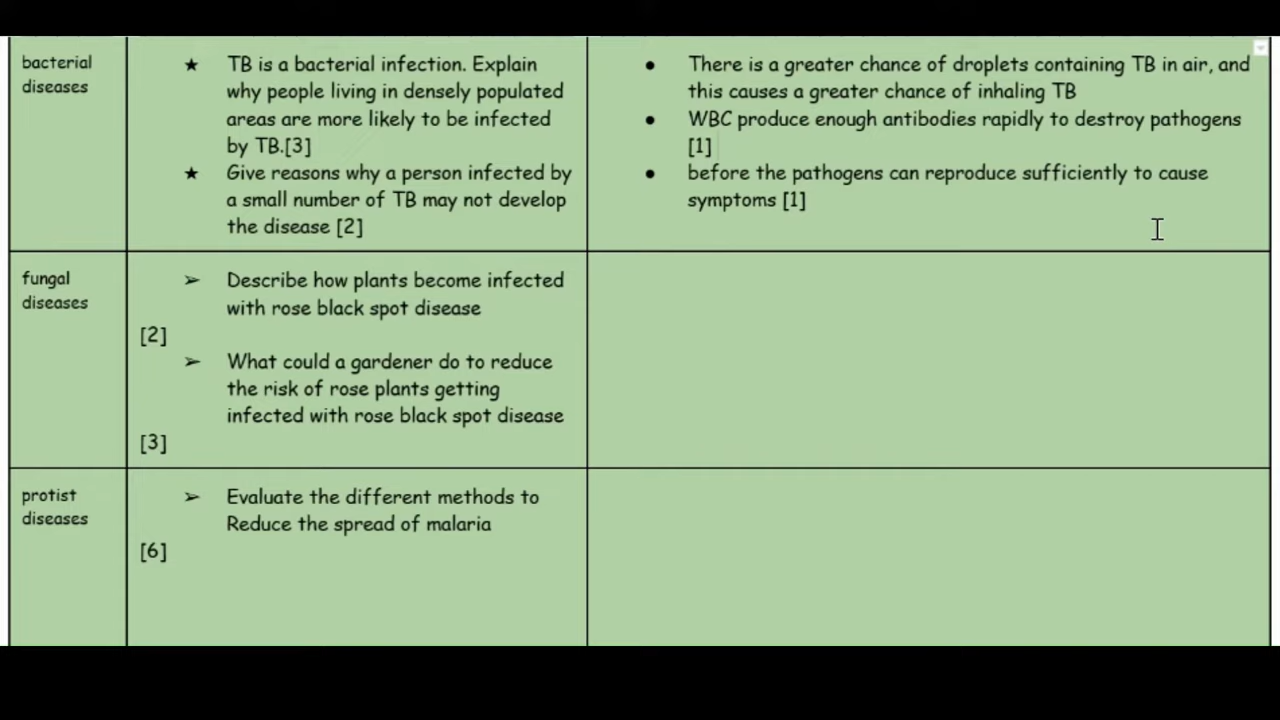 bacterial
diseases
★ TB is a bacterial infection. Explain
why people living in densely populated
areas are more likely to be infected
by TB.[3]
★ Give reasons why a person infected by
a small number of TB may not develop
the disease [2]
● There is a greater chance of droplets containing TB in air, and
this causes a greater chance of inhaling TB
● WBC produce enough antibodies rapidly to destroy pathogens
[1]
● before the pathogens can reproduce sufficiently to cause
symptoms [1]
fungal
diseases
➢ Describe how plants become infected
with rose black spot disease
[2]
➢ What could a gardener do to reduce
the risk of rose plants getting
infected with rose black spot disease
[3]
protist
diseases
➢ Evaluate the different methods to
Reduce the spread of malaria
[6]